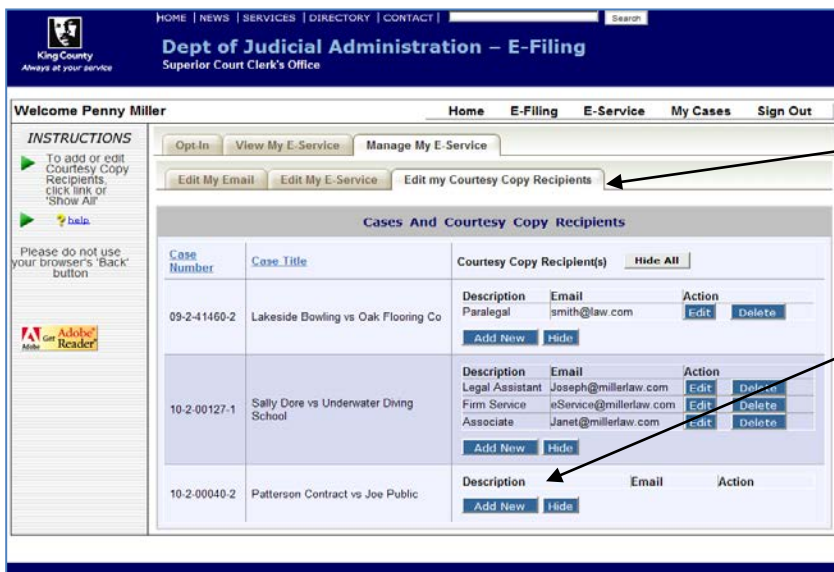 HOME | NEWS | SERVICES | DIRECTORY | CONTACT | Search
King County
Always at your service
Dept of Judicial Administration – E-Filing
Superior Court Clerk's Office
Welcome Penny Miller
Home E-Filing E-Service My Cases Sign Out
INSTRUCTIONS
To add or edit
Courtesy Copy
Recipients,
click link or
'Show All'
? help
Please do not use
your browser's 'Back'
button
Adobe
Get Adobe
Reader
Opt-In View My E-Service Manage My E-Service
Edit My Email Edit My E-Service Edit my Courtesy Copy Recipients
Cases And Courtesy Copy Recipients
Case Number Case Title Courtesy Copy Recipient(s) Hide All
Description Email Action
09-2-41460-2 Lakeside Bowling vs Oak Flooring Co Paralegal smith@law.com Edit Delete
Add New Hide
Description Email Action
Legal Assistant Joseph@millerlaw.com Edit Delete
10-2-00127-1 Sally Dore vs Underwater Diving School Firm Service eService@millerlaw.com Edit Delete
Associate Janet@millerlaw.com Edit Delete
Add New Hide
Description Email Action
10-2-00040-2 Patterson Contract vs Joe Public
Add New Hide